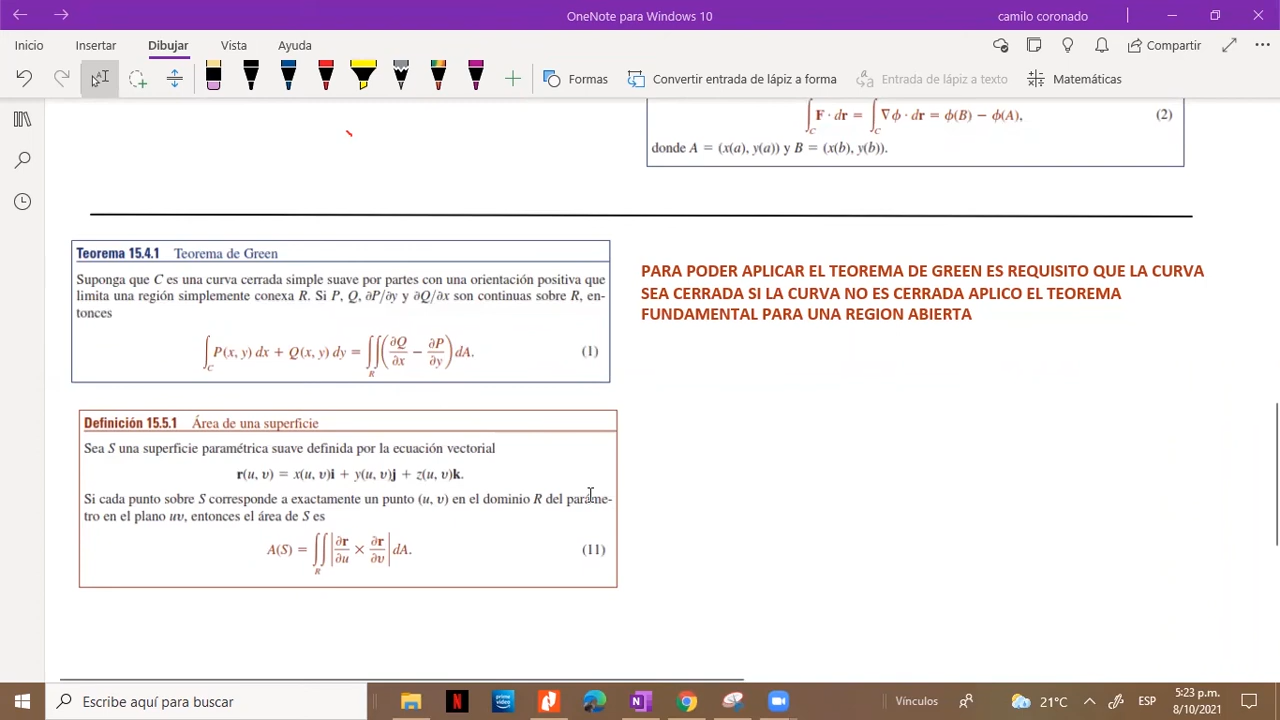 OneNote para Windows 10
camilo coronado
Inicio
Insertar
Dibujar
Vista
Ayuda
Compartir
Formas
Convertir entrada de lápiz a forma
Entrada de lápiz a texto
Matemáticas
∫_C F · dr = ∫_C ∇ϕ · dr = ϕ(B) − ϕ(A), (2)
donde A = (x(a), y(a)) y B = (x(b), y(b)).
Teorema 15.4.1 Teorema de Green
Suponga que C es una curva cerrada simple suave por partes con una orientación positiva que
limita una región simplemente conexa R. Si P, Q, ∂P/∂y y ∂Q/∂x son continuas sobre R, en-
tonces
∫_C P(x, y) dx + Q(x, y) dy = ∬_R (∂Q/∂x − ∂P/∂y) dA. (1)
PARA PODER APLICAR EL TEOREMA DE GREEN ES REQUISITO QUE LA CURVA
SEA CERRADA SI LA CURVA NO ES CERRADA APLICO EL TEOREMA
FUNDAMENTAL PARA UNA REGION ABIERTA
Definición 15.5.1 Área de una superficie
Sea S una superficie paramétrica suave definida por la ecuación vectorial
r(u, v) = x(u, v)i + y(u, v)j + z(u, v)k.
Si cada punto sobre S corresponde a exactamente un punto (u, v) en el dominio R del paráme-
tro en el plano uv, entonces el área de S es
A(S) = ∬_R |∂r/∂u × ∂r/∂v| dA. (11)
Escribe aquí para buscar
Vínculos
21°C
ESP
5:23 p.m.
8/10/2021